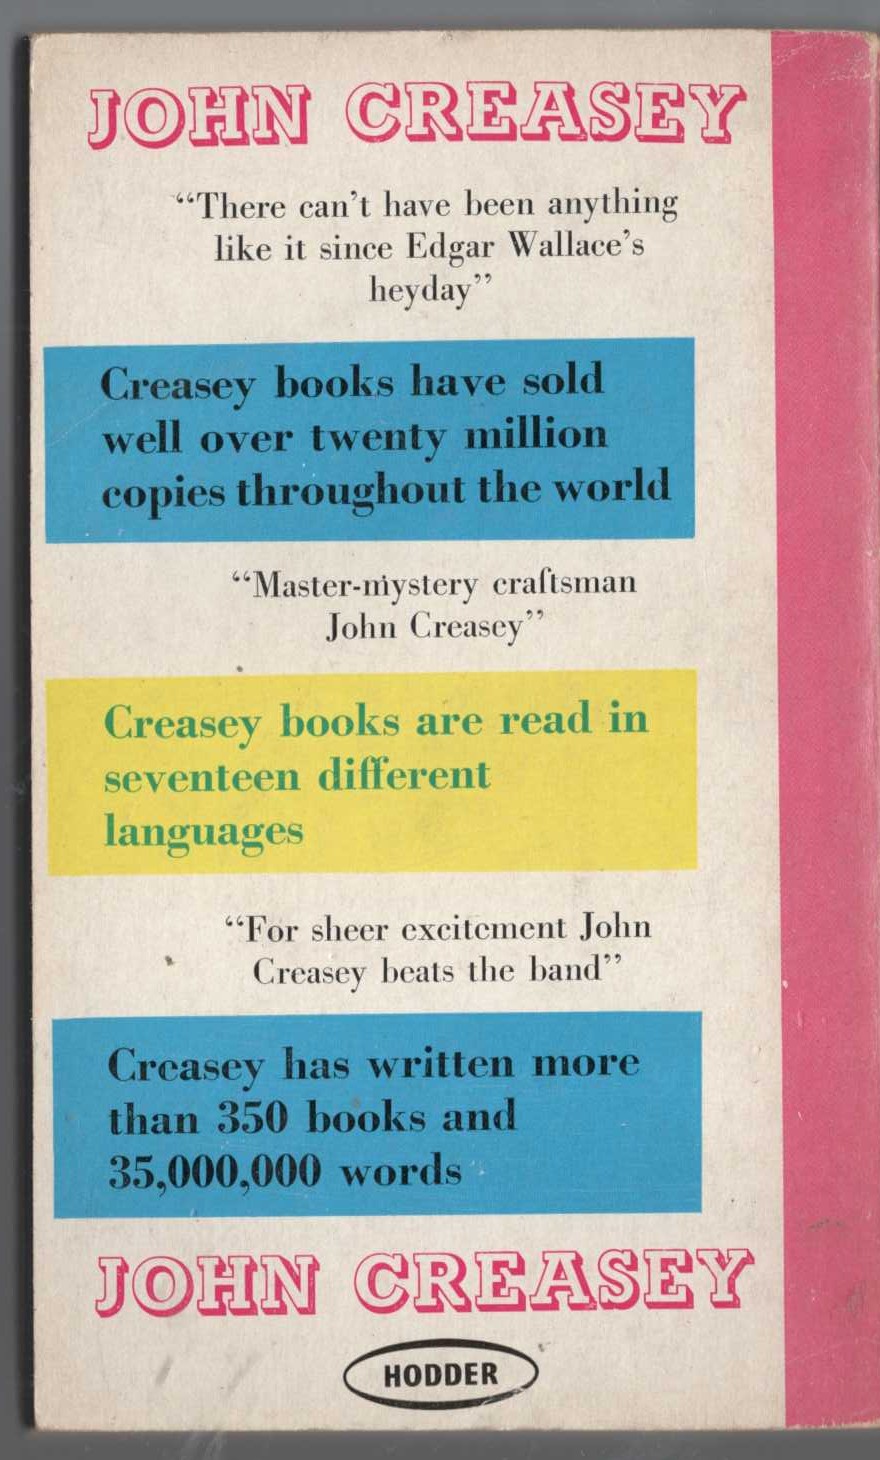 JOHN CREASEY
“There can’t have been anything
like it since Edgar Wallace’s
heyday”
Creasey books have sold
well over twenty million
copies throughout the world
“Master-mystery craftsman
John Creasey”
Creasey books are read in
seventeen different
languages
“For sheer excitement John
Creasey beats the band”
Creasey has written more
than 350 books and
35,000,000 words
JOHN CREASEY
HODDER